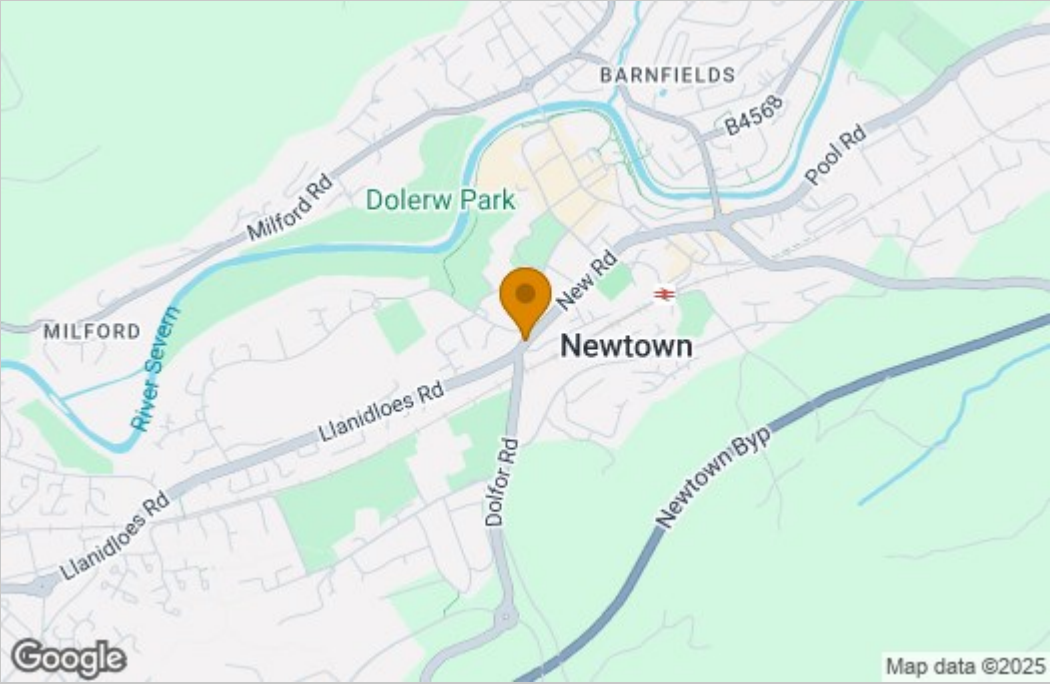 BARNFIELDS
B4568
Pool Rd
Dolerw Park
Milford Rd
New Rd
MILFORD
River Severn
Newtown
Llanidloes Rd
Dolfor Rd
Newtown Byp
Llanidloes Rd
Google
Map data ©2025